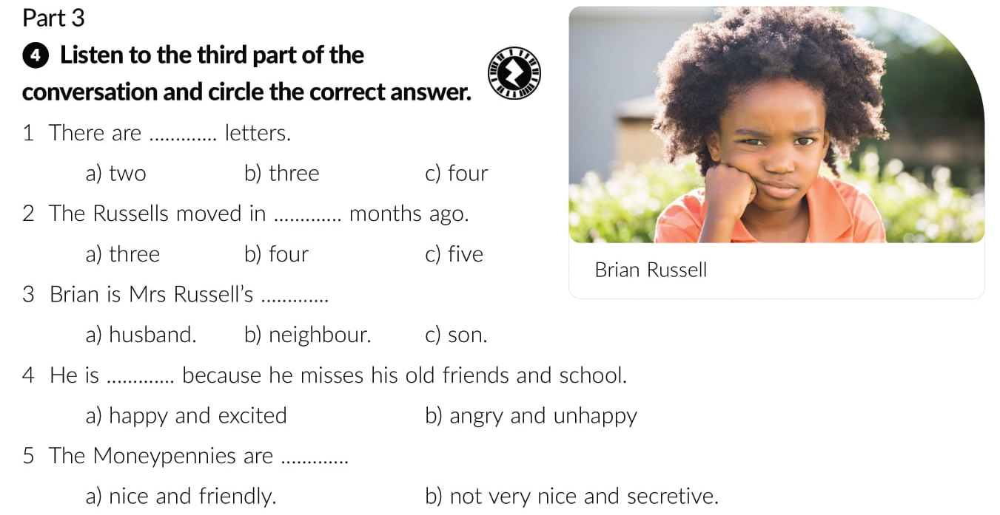 Part 3
4 Listen to the third part of the
conversation and circle the correct answer.
1 There are ............. letters.
a) two b) three c) four
2 The Russells moved in ............. months ago.
a) three b) four c) five
3 Brian is Mrs Russell’s .............
a) husband. b) neighbour. c) son.
4 He is ............. because he misses his old friends and school.
a) happy and excited b) angry and unhappy
5 The Moneypennies are .............
a) nice and friendly. b) not very nice and secretive.
Brian Russell